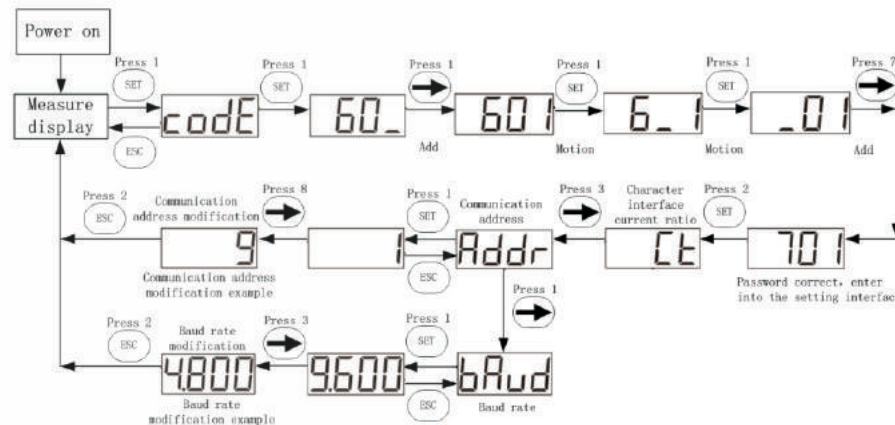 Power on
Press 1
SET
Press 1
SET
Press 1
Press 1
SET
Press 1
SET
Press 7
Measure
display
codE
60_
601
6_1
_01
ESC
Add
Motion
Motion
Add
Press 2
ESC
Communication
address modification
Press 8
Press 1
SET
Communication
address
Press 3
Character
interface
current ratio
Press 2
SET
9
1
Addr
Ct
701
Communication address
modification example
ESC
Password correct, enter
into the setting interfac
Press 1
Press 2
ESC
Baud rate
modification
Press 3
Press 1
SET
4.800
9.600
bAud
Baud rate
modification example
ESC
Baud rate